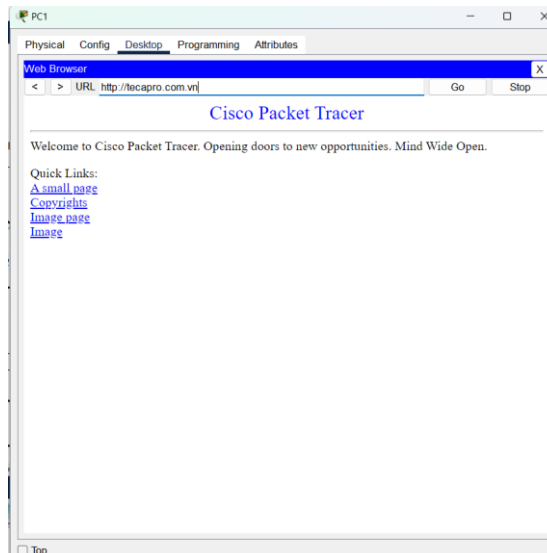 PC1
Physical Config Desktop Programming Attributes
Web Browser X
< > URL http://tecapro.com.vn Go Stop
Cisco Packet Tracer
Welcome to Cisco Packet Tracer. Opening doors to new opportunities. Mind Wide Open.
Quick Links:
A small page
Copyrights
Image page
Image
Top